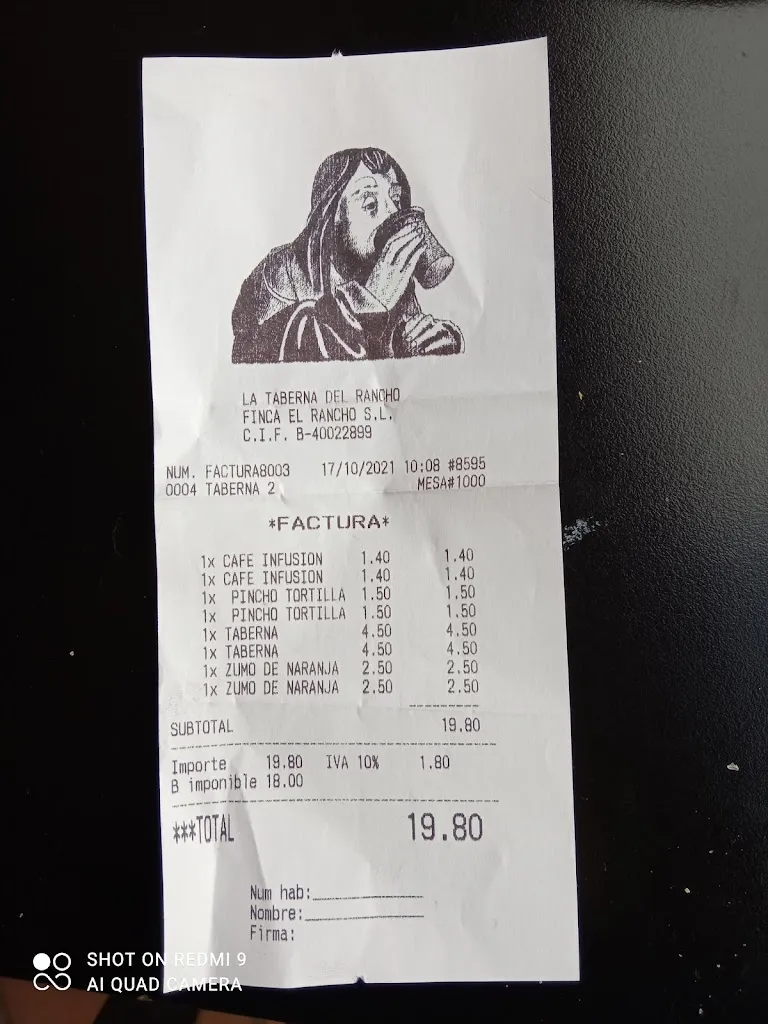 LA TABERNA DEL RANCHO
FINCA EL RANCHO S.L.
C.I.F. B-40022899
NUM. FACTURA8003 17/10/2021 10:08 #8595
0004 TABERNA 2 MESA#1000
*FACTURA*
1x CAFE INFUSION 1.40 1.40
1x CAFE INFUSION 1.40 1.40
1x PINCHO TORTILLA 1.50 1.50
1x PINCHO TORTILLA 1.50 1.50
1x TABERNA 4.50 4.50
1x TABERNA 4.50 4.50
1x ZUMO DE NARANJA 2.50 2.50
1x ZUMO DE NARANJA 2.50 2.50
SUBTOTAL 19.80
Importe 19.80 IVA 10% 1.80
B imponible 18.00
***TOTAL 19.80
Num hab:
Nombre:
Firma:
SHOT ON REDMI 9
AI QUAD CAMERA